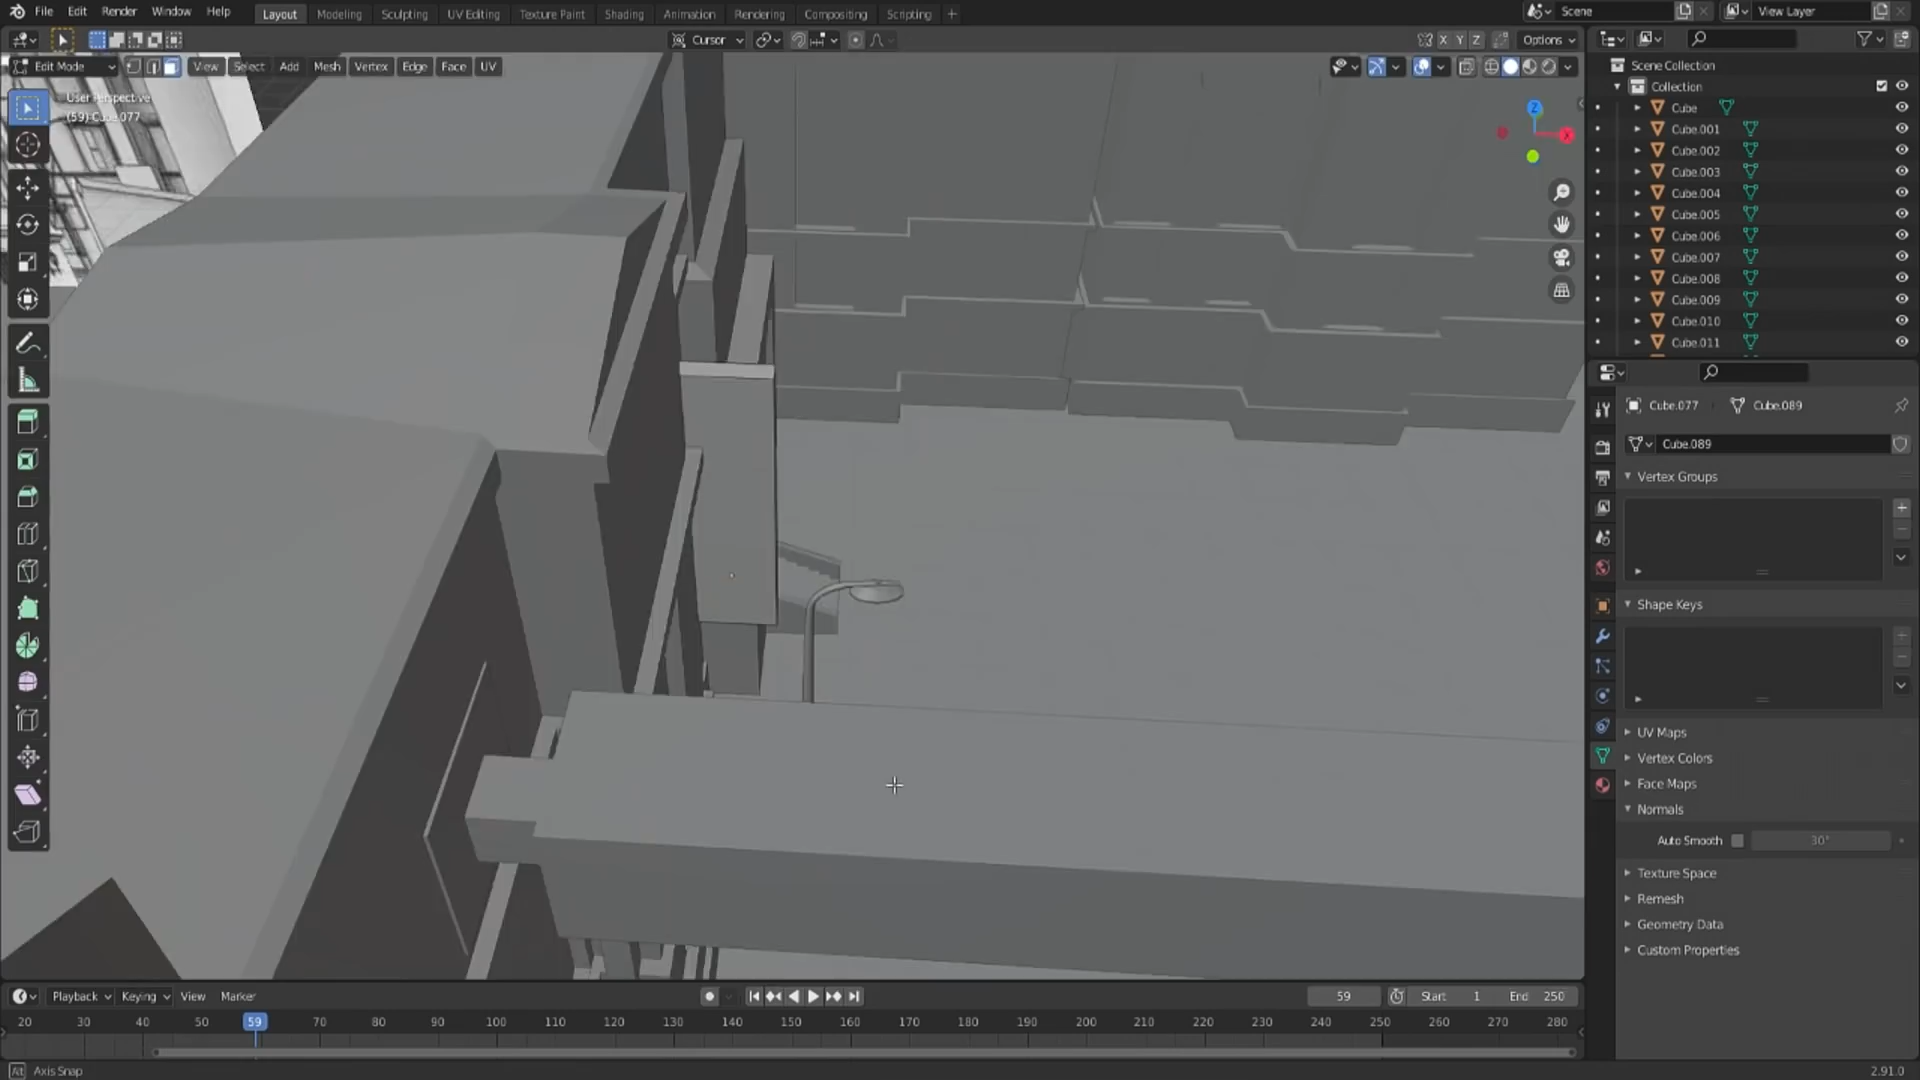 File Edit Render Window Help
Layout Modeling Sculpting UV Editing Texture Paint Shading Animation Rendering Compositing Scripting +
Scene
View Layer
Cursor
X Y Z
Options
Edit Mode
View Select Add Mesh Vertex Edge Face UV
User Perspective
(59) Cube.077
Z
X
Scene Collection
Collection
Cube
Cube.001
Cube.002
Cube.003
Cube.004
Cube.005
Cube.006
Cube.007
Cube.008
Cube.009
Cube.010
Cube.011
Cube.077
Cube.089
Cube.089
Vertex Groups
Shape Keys
UV Maps
Vertex Colors
Face Maps
Normals
Auto Smooth
30°
Texture Space
Remesh
Geometry Data
Custom Properties
Playback Keying View Marker
59
Start 1
End 250
20 30 40 50 59 70 80 90 100 110 120 130 140 150 160 170 180 190 200 210 220 230 240 250 260 270 280
Alt Axis Snap
2.91.0